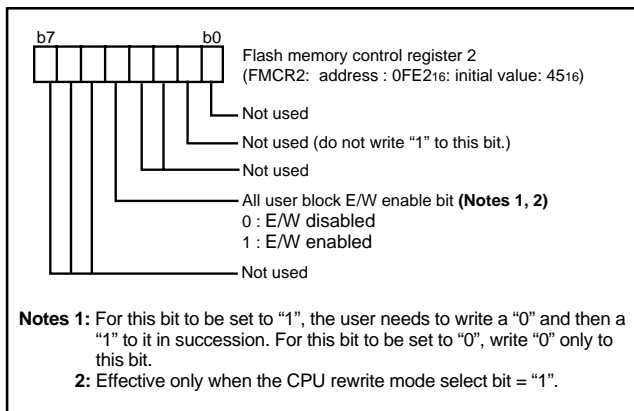 b7 b0
Flash memory control register 2
(FMCR2: address : 0FE216: initial value: 4516)
Not used
Not used (do not write “1” to this bit.)
Not used
All user block E/W enable bit (Notes 1, 2)
0 : E/W disabled
1 : E/W enabled
Not used
Notes 1: For this bit to be set to “1”, the user needs to write a “0” and then a
“1” to it in succession. For this bit to be set to “0”, write “0” only to
this bit.
2: Effective only when the CPU rewrite mode select bit = “1”.